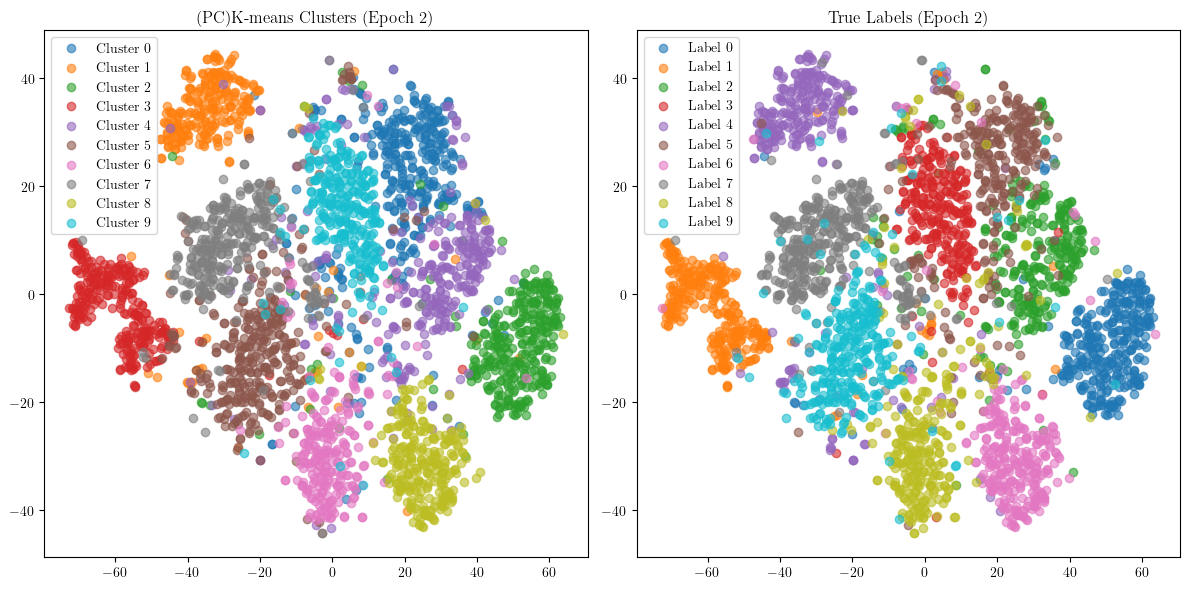 (PC)K-means Clusters (Epoch 2)
Cluster 0
Cluster 1
Cluster 2
Cluster 3
Cluster 4
Cluster 5
Cluster 6
Cluster 7
Cluster 8
Cluster 9
40
20
0
−20
−40
−60
−40
−20
0
20
40
60
True Labels (Epoch 2)
Label 0
Label 1
Label 2
Label 3
Label 4
Label 5
Label 6
Label 7
Label 8
Label 9
40
20
0
−20
−40
−60
−40
−20
0
20
40
60